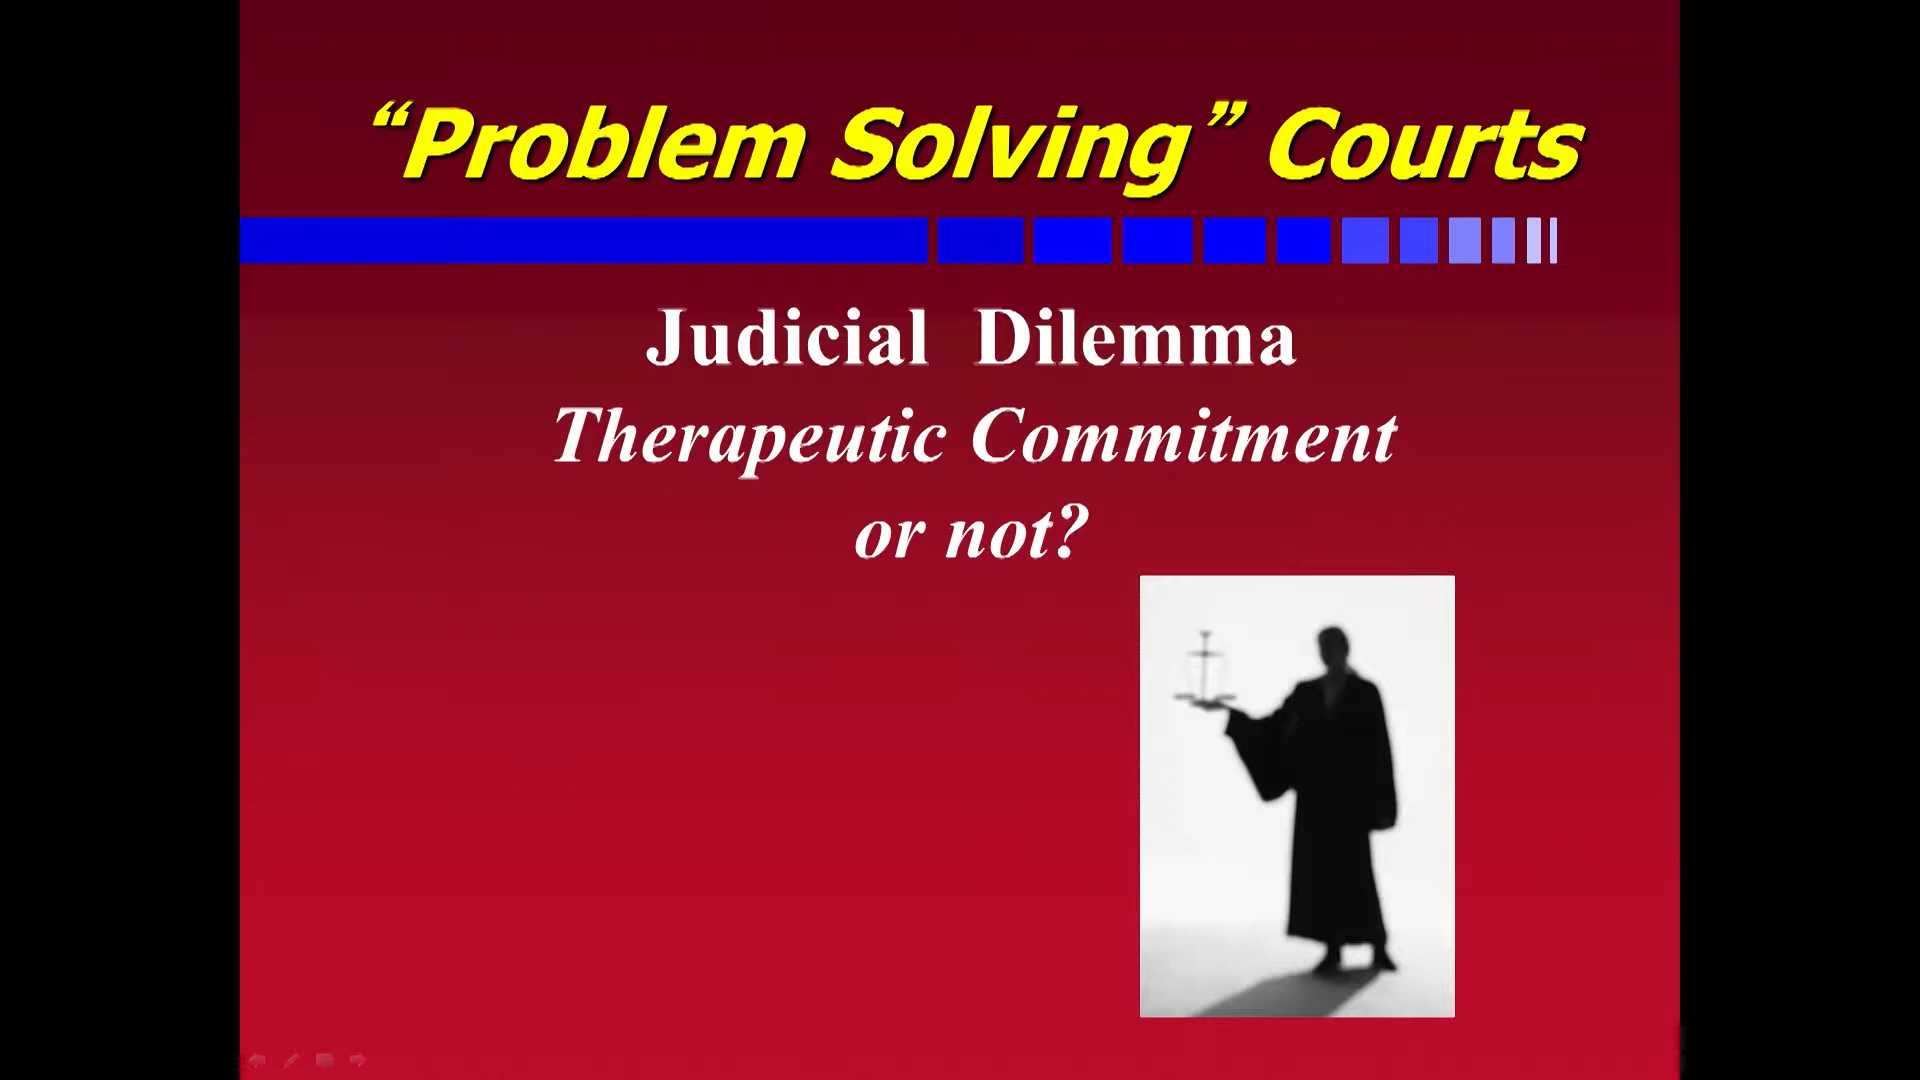 “Problem Solving” Courts
Judicial Dilemma
Therapeutic Commitment
or not?